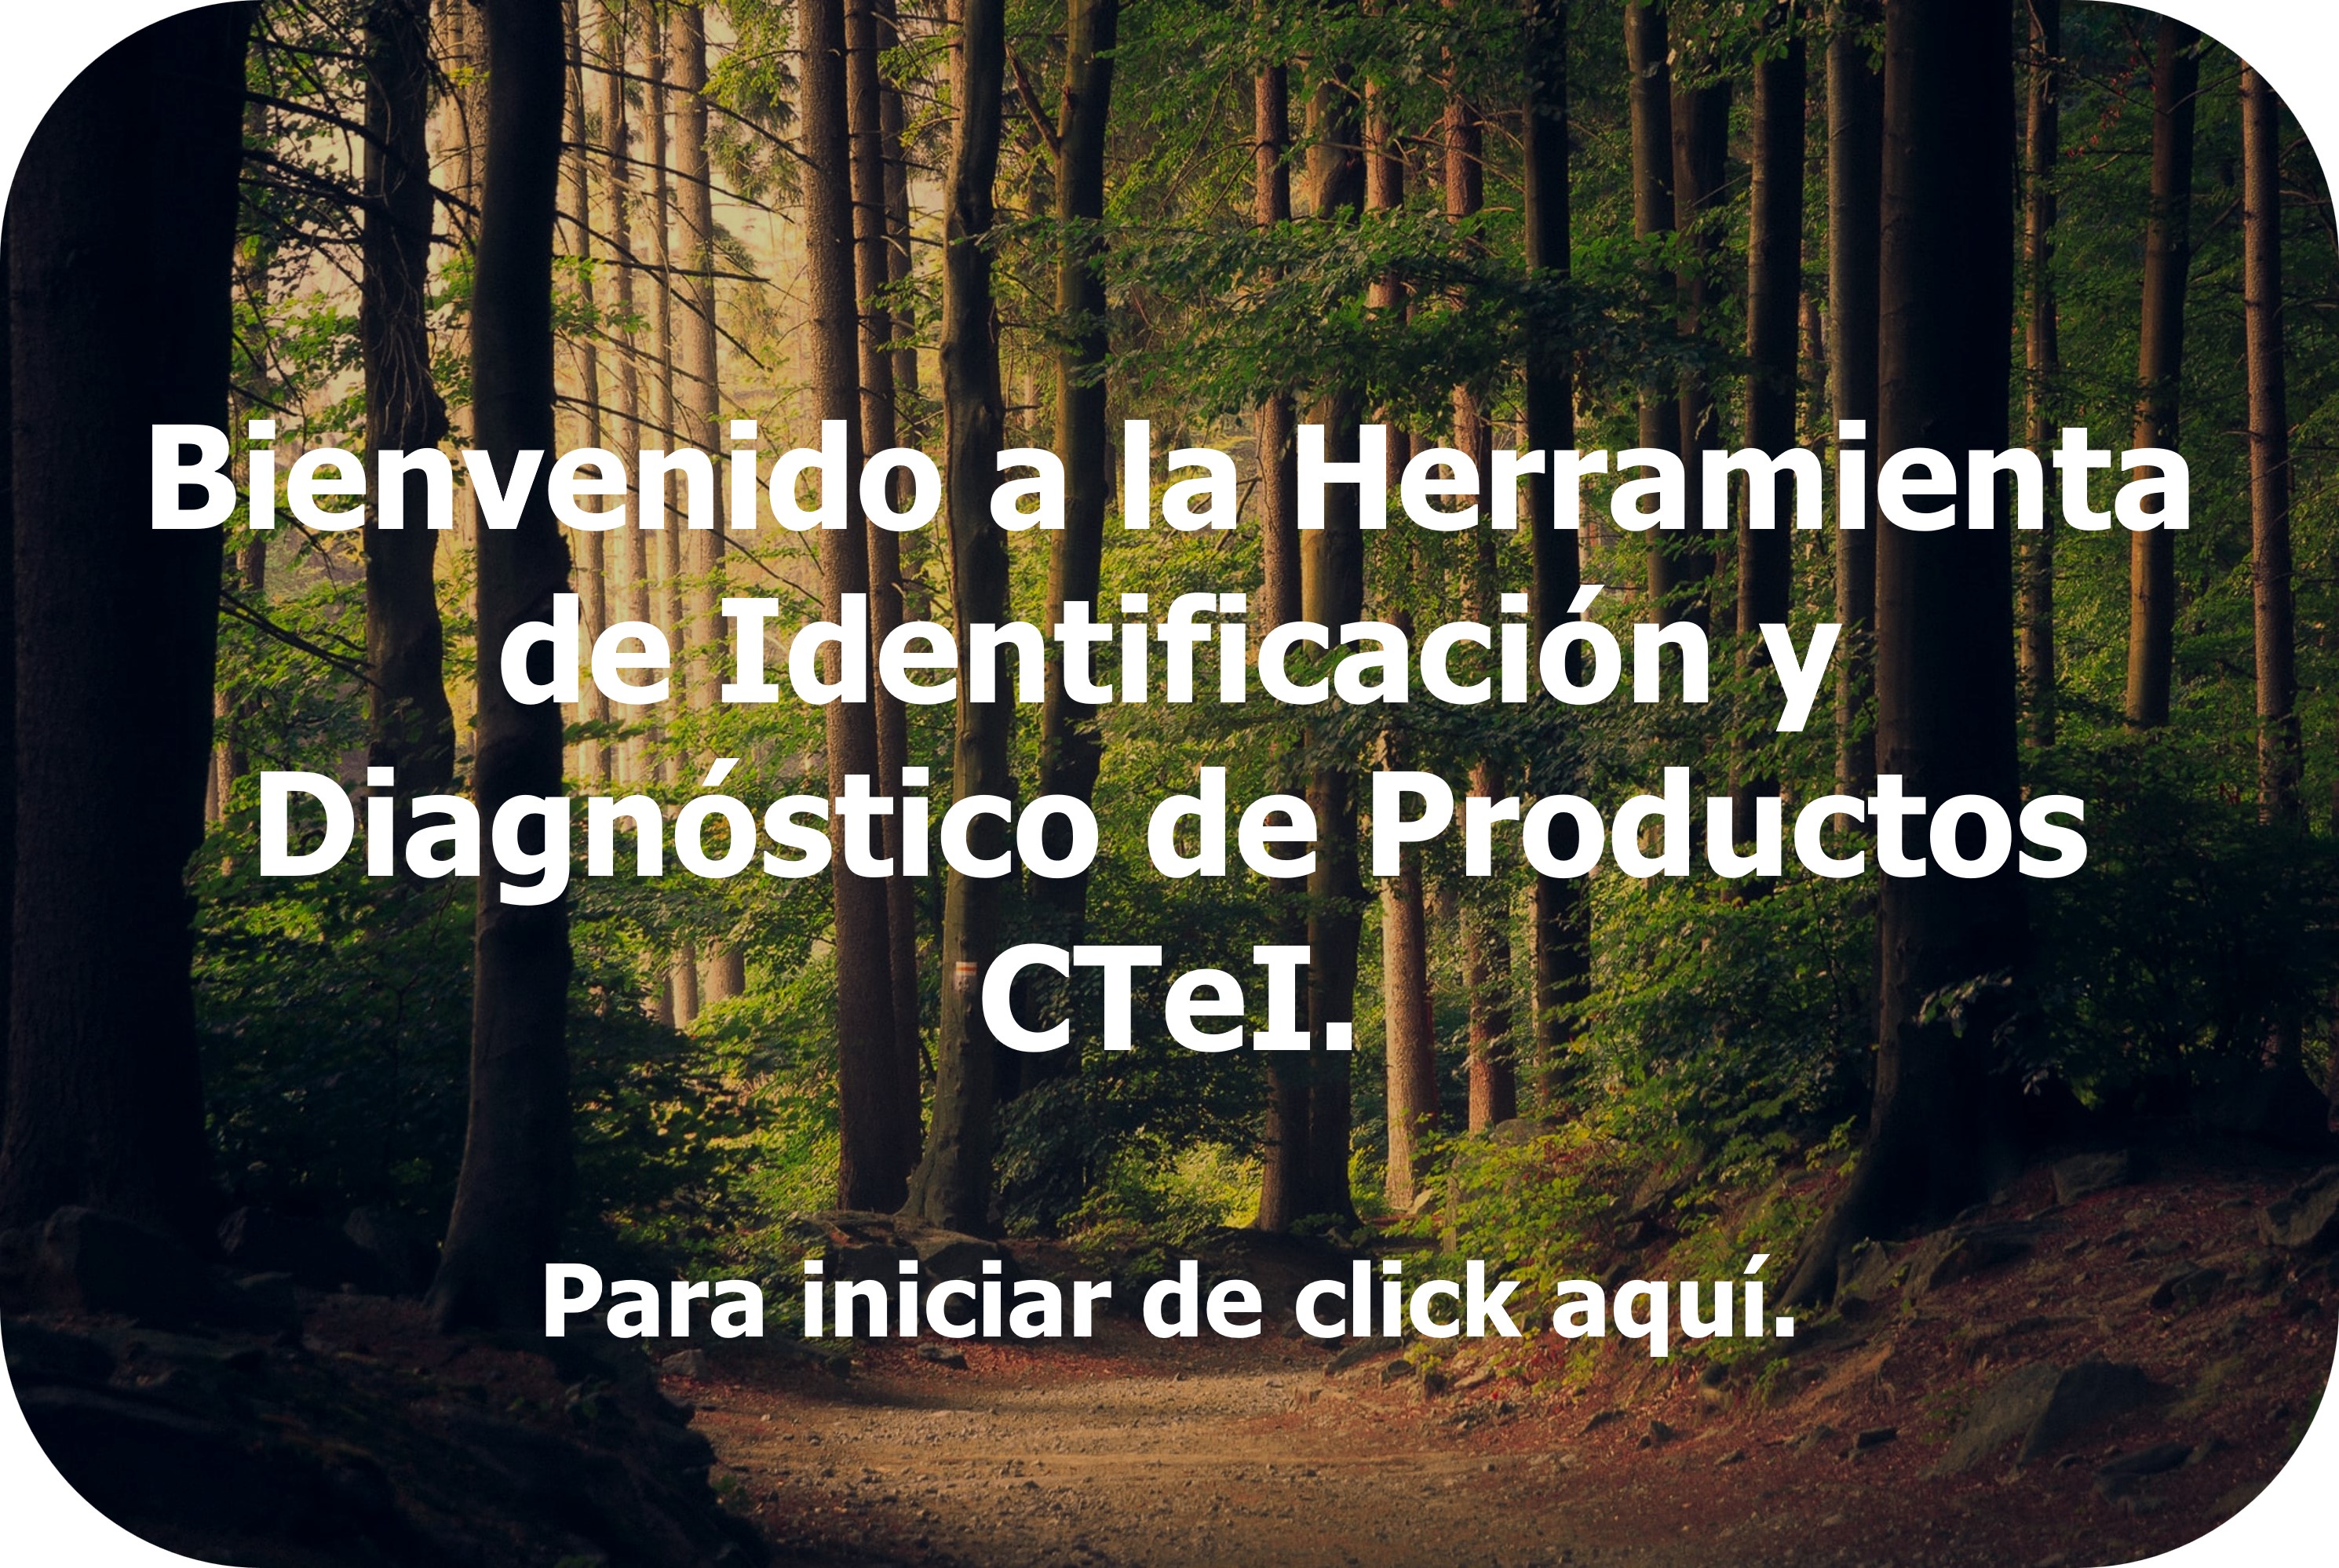 Bienvenido a la Herramienta
de Identificación y
Diagnóstico de Productos
CTeI.
Para iniciar de click aquí.